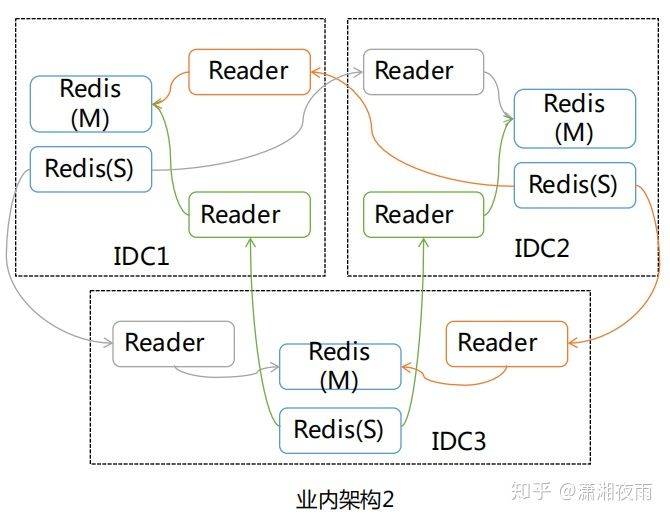 Reader
Reader
Redis
(M)
Redis
(M)
Redis(S)
Redis(S)
Reader
Reader
IDC1
IDC2
Reader
Redis
(M)
Reader
Redis(S)
IDC3
业内架构2
知乎 @潇湘夜雨